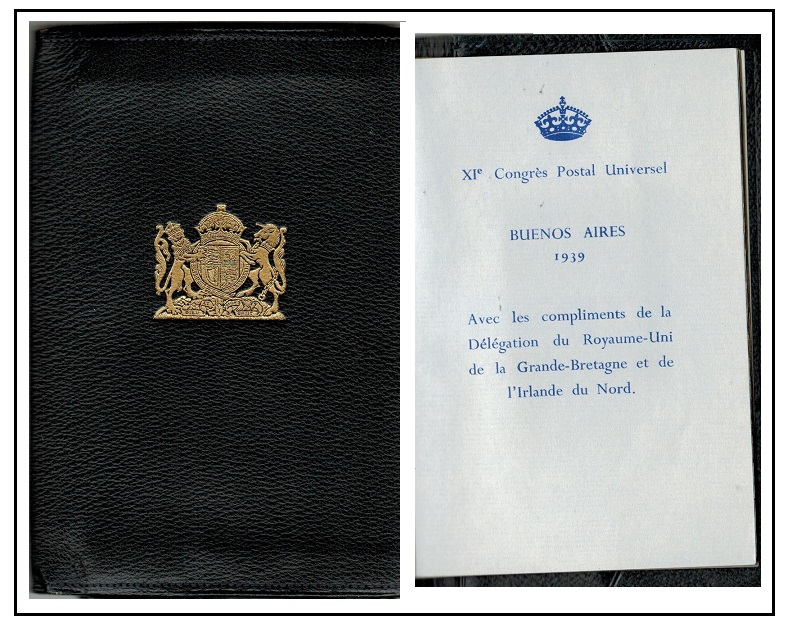 XIe Congrès Postal Universel
BUENOS AIRES
1939
Avec les compliments de la
Délégation du Royaume-Uni
de la Grande-Bretagne et de
l'Irlande du Nord.